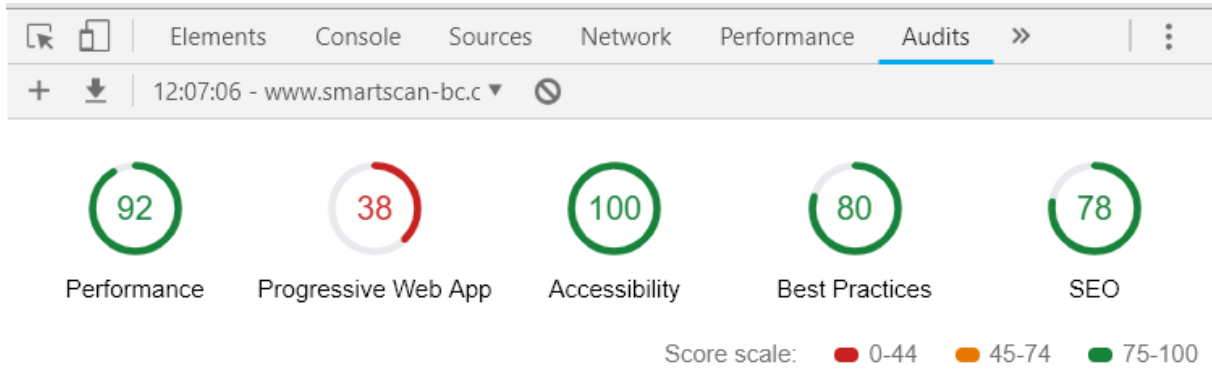 Elements Console Sources Network Performance Audits »
12:07:06 - www.smartscan-bc.c
92 38 100 80 78
Performance Progressive Web App Accessibility Best Practices SEO
Score scale: 0-44 45-74 75-100